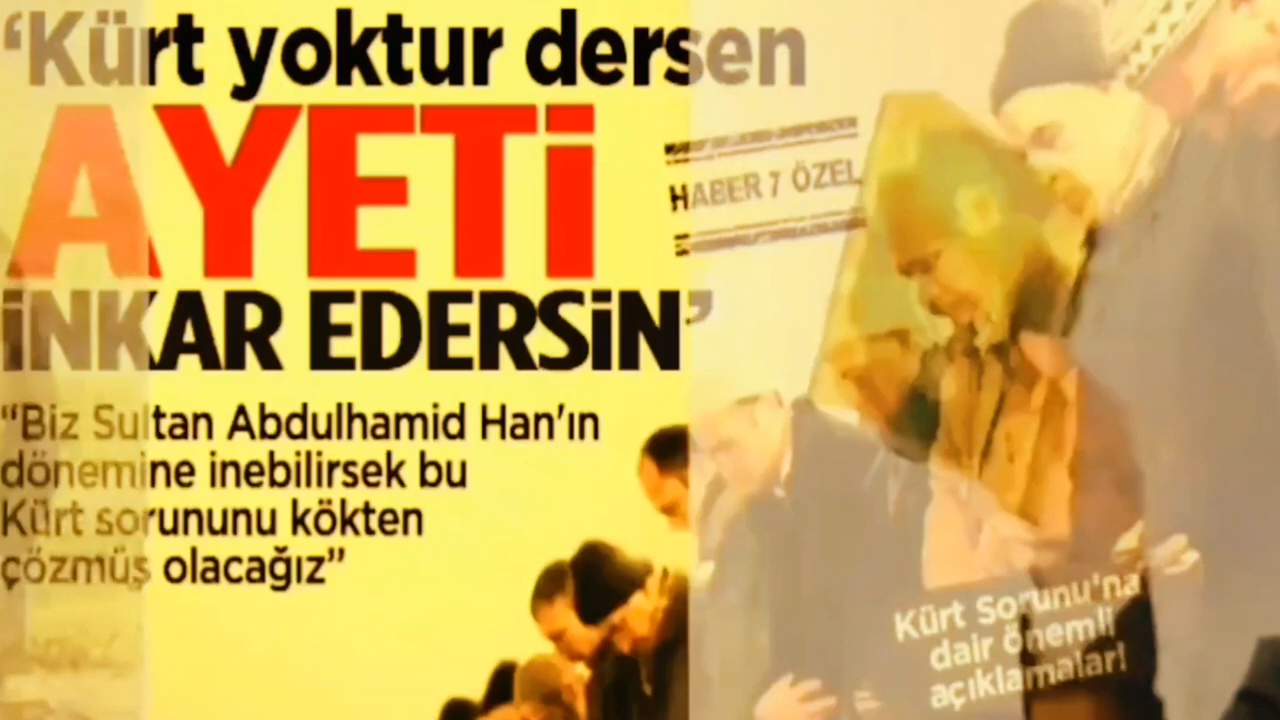 ‘Kürt yoktur dersen
AYETİ
İNKAR EDERSİN’
HABER 7 ÖZEL
“Biz Sultan Abdulhamid Han'ın
dönemine inebilirsek bu
Kürt sorununu kökten
çözmüş olacağız”
Kürt Sorunu'na
dair önemli
açıklamalar!